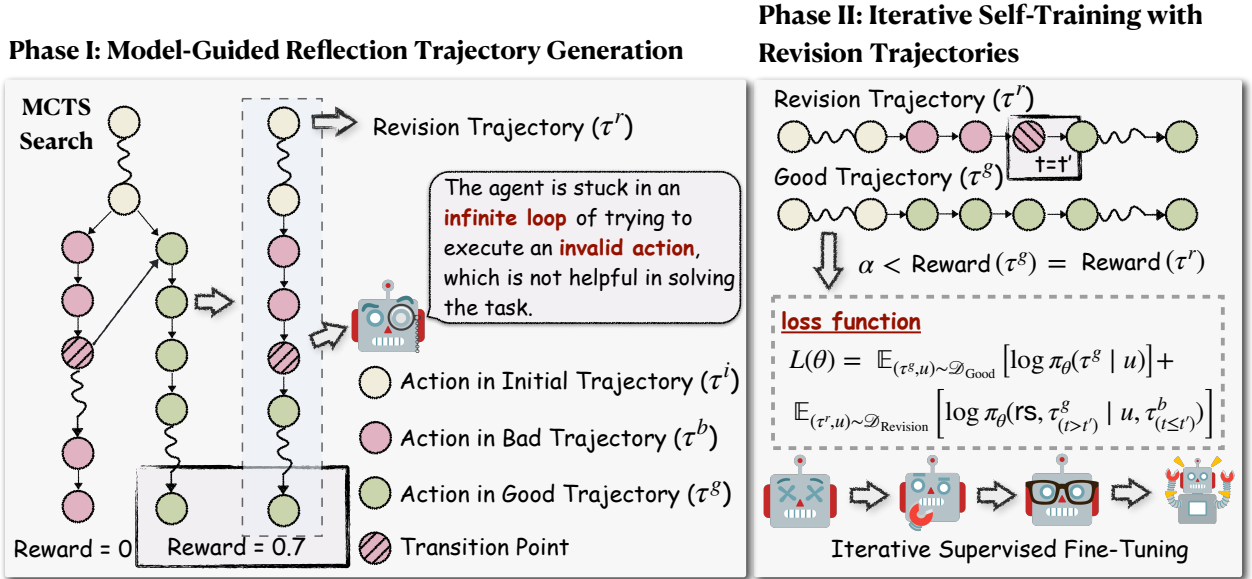 Phase I: Model-Guided Reflection Trajectory Generation
MCTS
Search
Revision Trajectory (τ^r)
The agent is stuck in an
infinite loop of trying to
execute an invalid action,
which is not helpful in solving
the task.
Action in Initial Trajectory (τ^i)
Action in Bad Trajectory (τ^b)
Action in Good Trajectory (τ^g)
Transition Point
Reward = 0
Reward = 0.7
Phase II: Iterative Self-Training with
Revision Trajectories
Revision Trajectory (τ^r)
t=t'
Good Trajectory (τ^g)
α < Reward (τ^g) = Reward (τ^r)
loss function
L(θ) = 𝔼_{(τ^g,u)∼𝒟_Good} [log π_θ(τ^g | u)] +
𝔼_{(τ^r,u)∼𝒟_Revision} [log π_θ(rs, τ^g_{(t>t')} | u, τ^b_{(t≤t')})]
Iterative Supervised Fine-Tuning